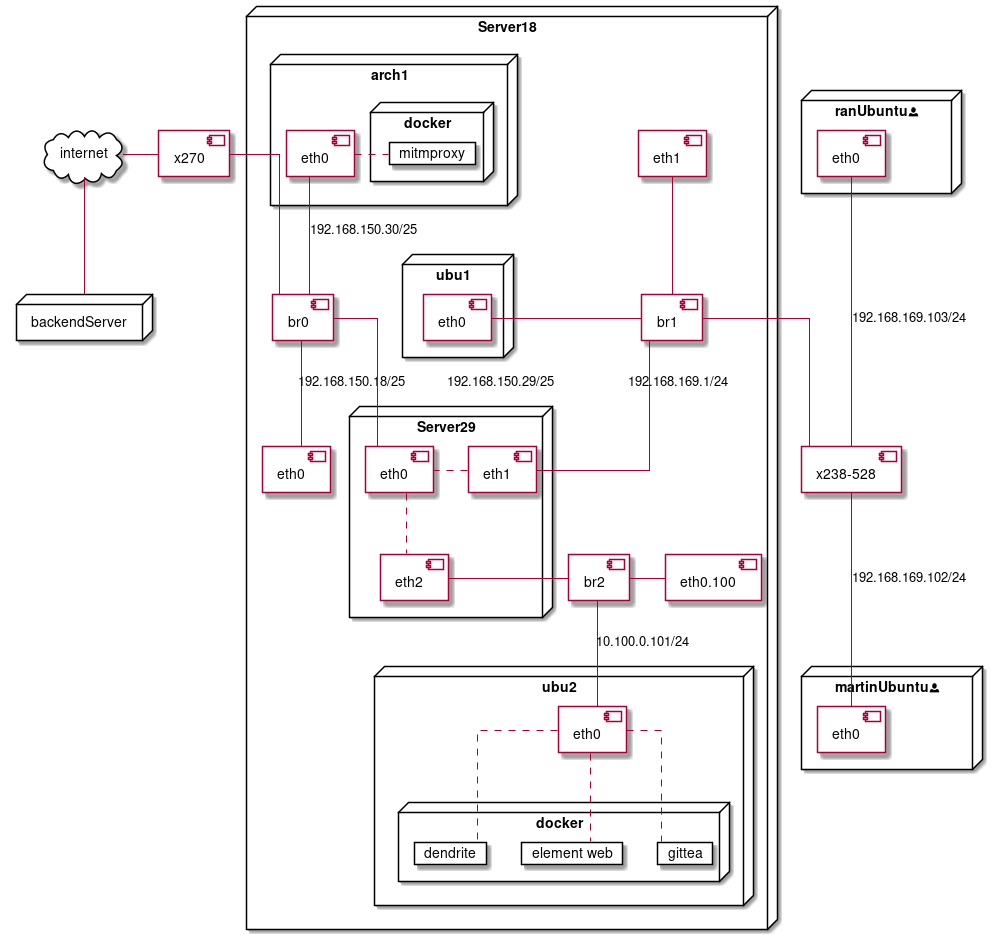 Server18
arch1
docker
ranUbuntu
internet
x270
eth0
mitmproxy
eth1
eth0
192.168.150.30/25
ubu1
backendServer
br0
eth0
br1
192.168.169.103/24
192.168.150.18/25
192.168.150.29/25
192.168.169.1/24
Server29
eth0
eth0
eth1
x238-528
eth2
br2
eth0.100
192.168.169.102/24
10.100.0.101/24
ubu2
martinUbuntu
eth0
eth0
docker
dendrite
element web
gittea